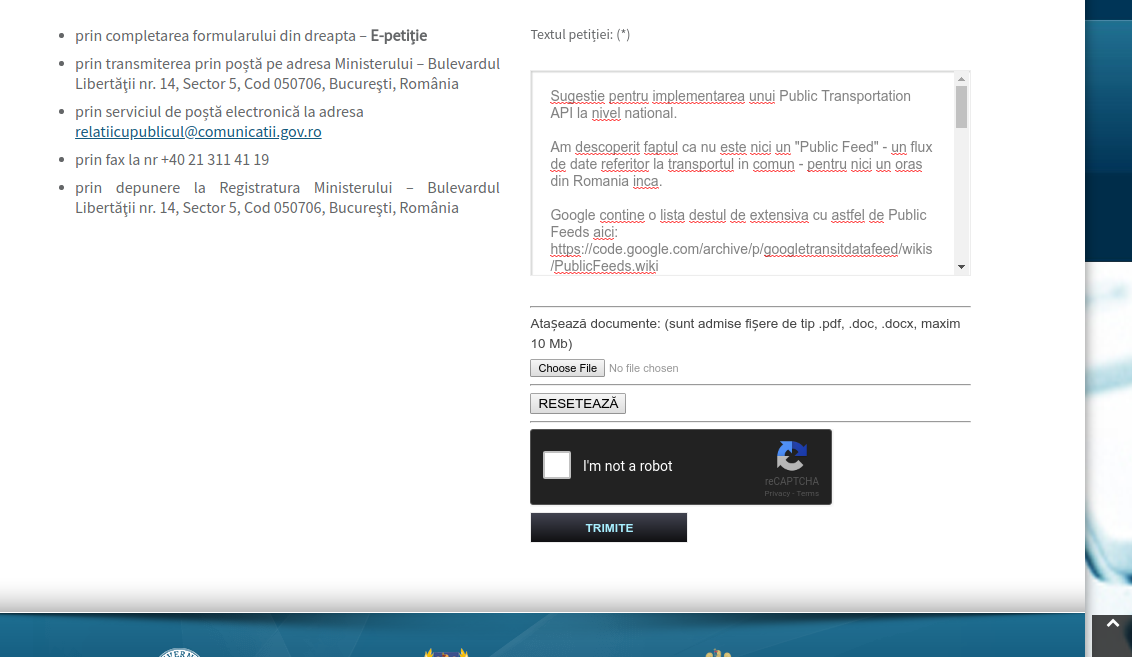 prin completarea formularului din dreapta – E-petiţie
prin transmiterea prin poștă pe adresa Ministerului – Bulevardul
Libertăţii nr. 14, Sector 5, Cod 050706, Bucureşti, România
prin serviciul de poștă electronică la adresa
relatiicupublicul@comunicatii.gov.ro
prin fax la nr +40 21 311 41 19
prin depunere la Registratura Ministerului – Bulevardul
Libertăţii nr. 14, Sector 5, Cod 050706, Bucureşti, România
Textul petiției: (*)
Sugestie pentru implementarea unui Public Transportation
API la nivel national.
Am descoperit faptul ca nu este nici un "Public Feed" - un flux
de date referitor la transportul in comun - pentru nici un oras
din Romania inca.
Google contine o lista destul de extensiva cu astfel de Public
Feeds aici:
https://code.google.com/archive/p/googletransitdatafeed/wikis
/PublicFeeds.wiki
Atașează documente: (sunt admise fișere de tip .pdf, .doc, .docx, maxim
10 Mb)
Choose File No file chosen
RESETEAZĂ
I'm not a robot
reCAPTCHA
Privacy - Terms
TRIMITE